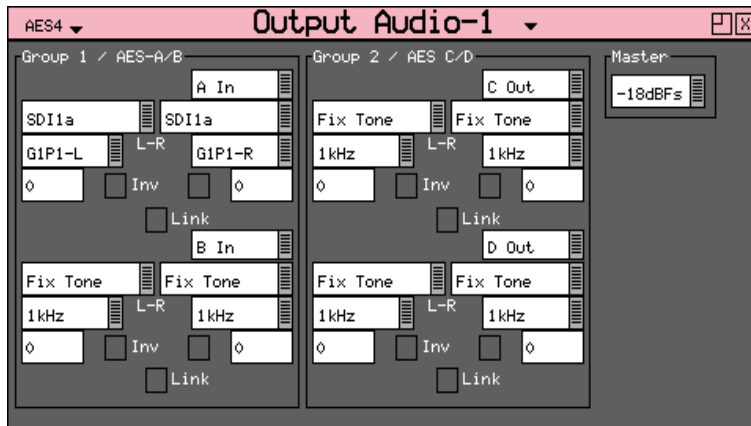 AES4 Output Audio-1
Group 1 / AES-A/B
A In
SDI1a SDI1a
G1P1-L L-R G1P1-R
0 Inv 0
Link
B In
Fix Tone Fix Tone
1kHz L-R 1kHz
0 Inv 0
Link
Group 2 / AES C/D
C Out
Fix Tone Fix Tone
1kHz L-R 1kHz
0 Inv 0
Link
D Out
Fix Tone Fix Tone
1kHz L-R 1kHz
0 Inv 0
Link
Master
-18dBFs